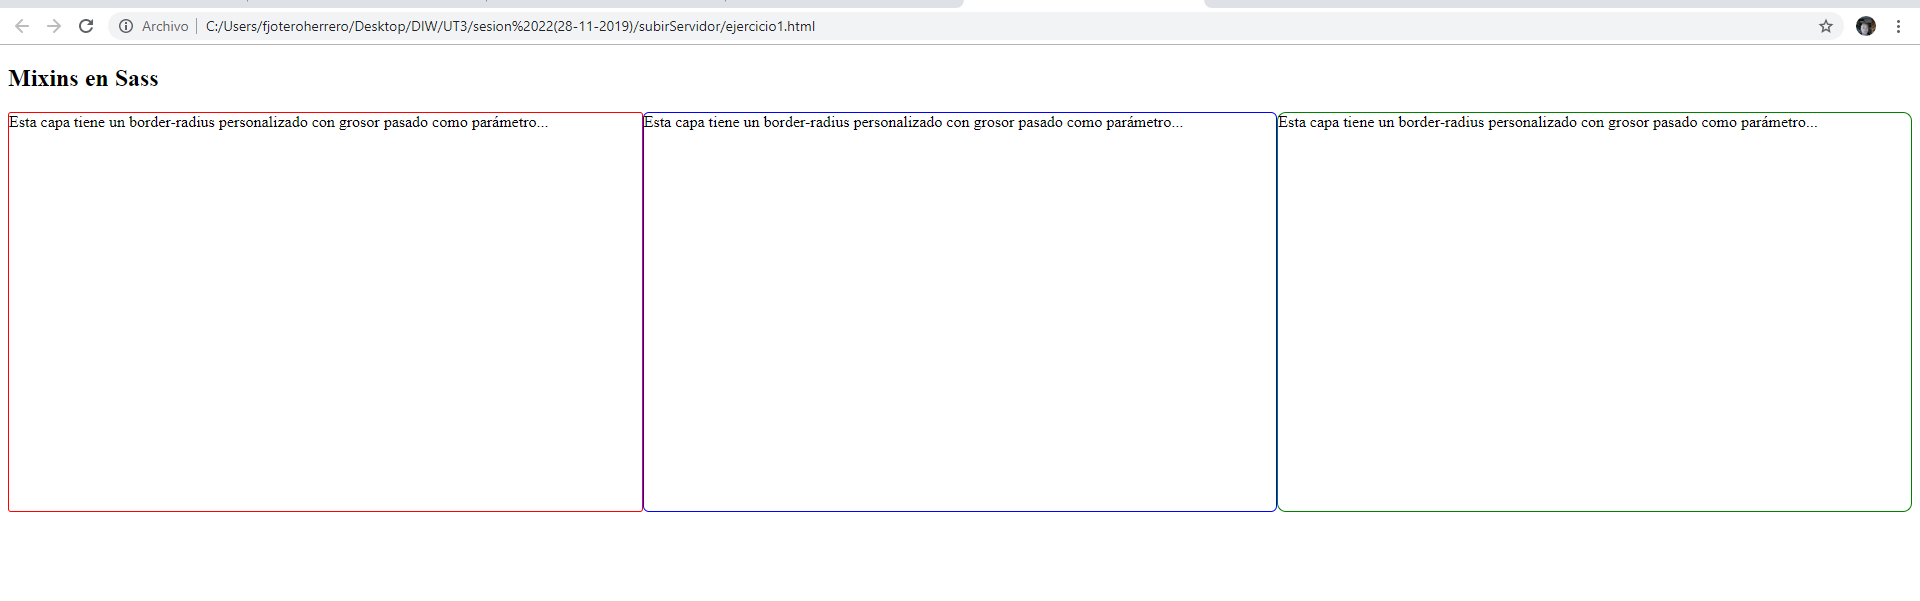 Archivo C:/Users/fjoteroherrero/Desktop/DIW/UT3/sesion%2022(28-11-2019)/subirServidor/ejercicio1.html
Mixins en Sass
Esta capa tiene un border-radius personalizado con grosor pasado como parámetro...
Esta capa tiene un border-radius personalizado con grosor pasado como parámetro...
Esta capa tiene un border-radius personalizado con grosor pasado como parámetro...